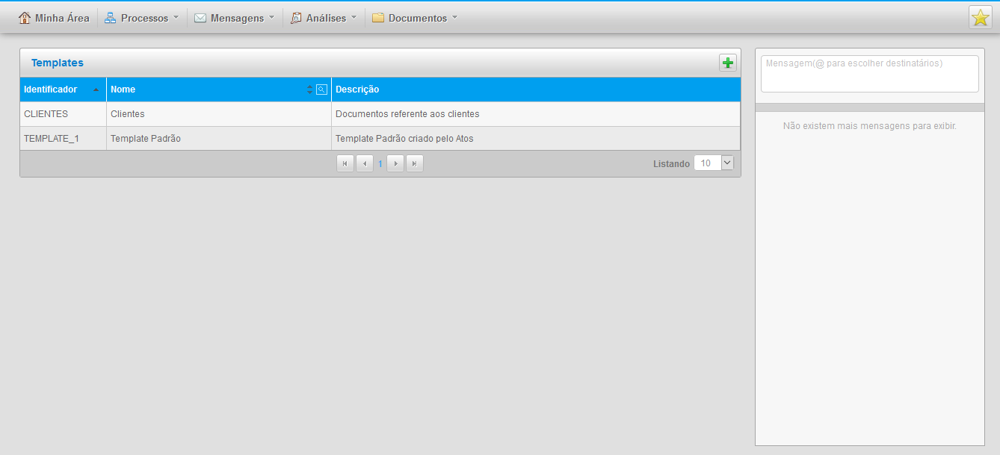 Minha Área Processos Mensagens Análises Documentos
Templates
Identificador Nome Descrição
CLIENTES Clientes Documentos referente aos clientes
TEMPLATE_1 Template Padrão Template Padrão criado pelo Atos
1 Listando 10
Mensagem(@ para escolher destinatários)
Não existem mais mensagens para exibir.